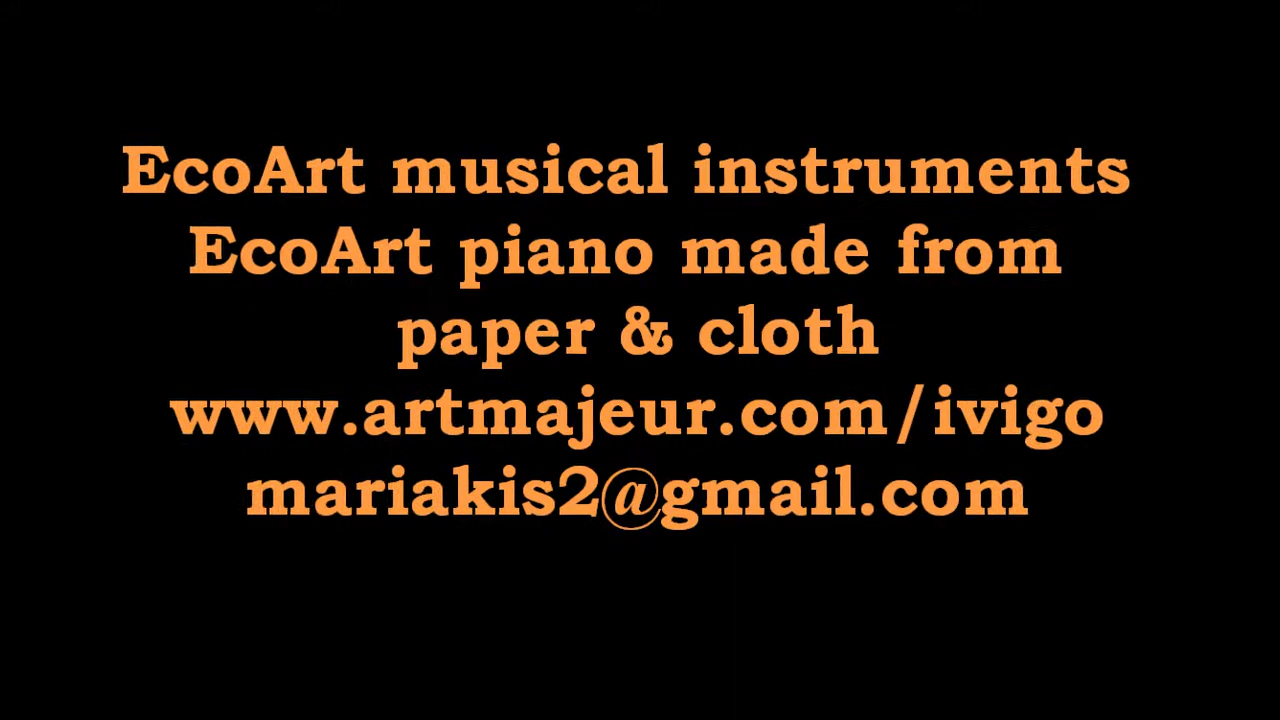 EcoArt musical instruments
EcoArt piano made from
paper & cloth
www.artmajeur.com/ivigo
mariakis2@gmail.com